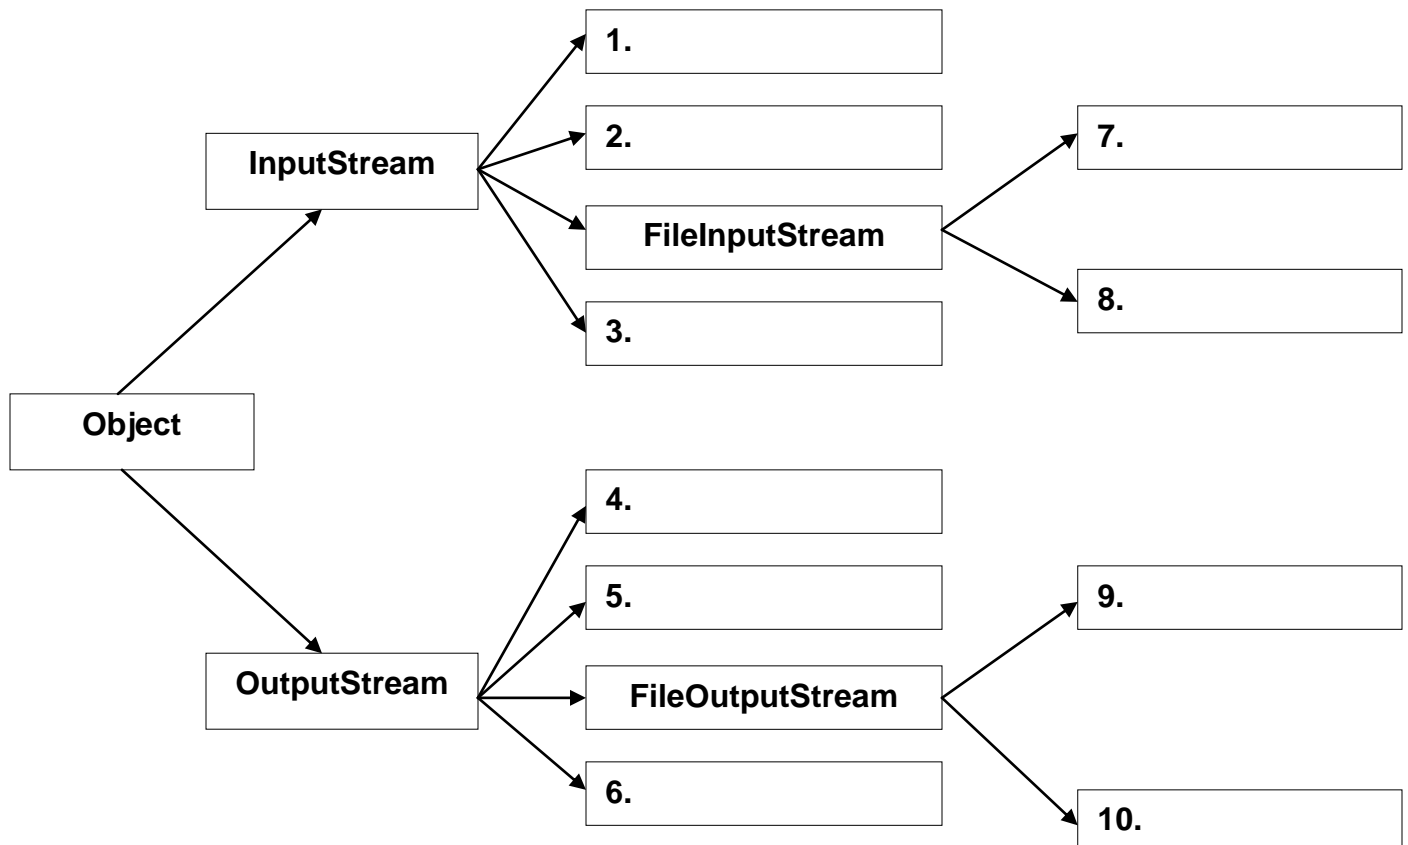 1.
2.
7.
InputStream
FileInputStream
8.
3.
Object
4.
5.
9.
OutputStream
FileOutputStream
6.
10.